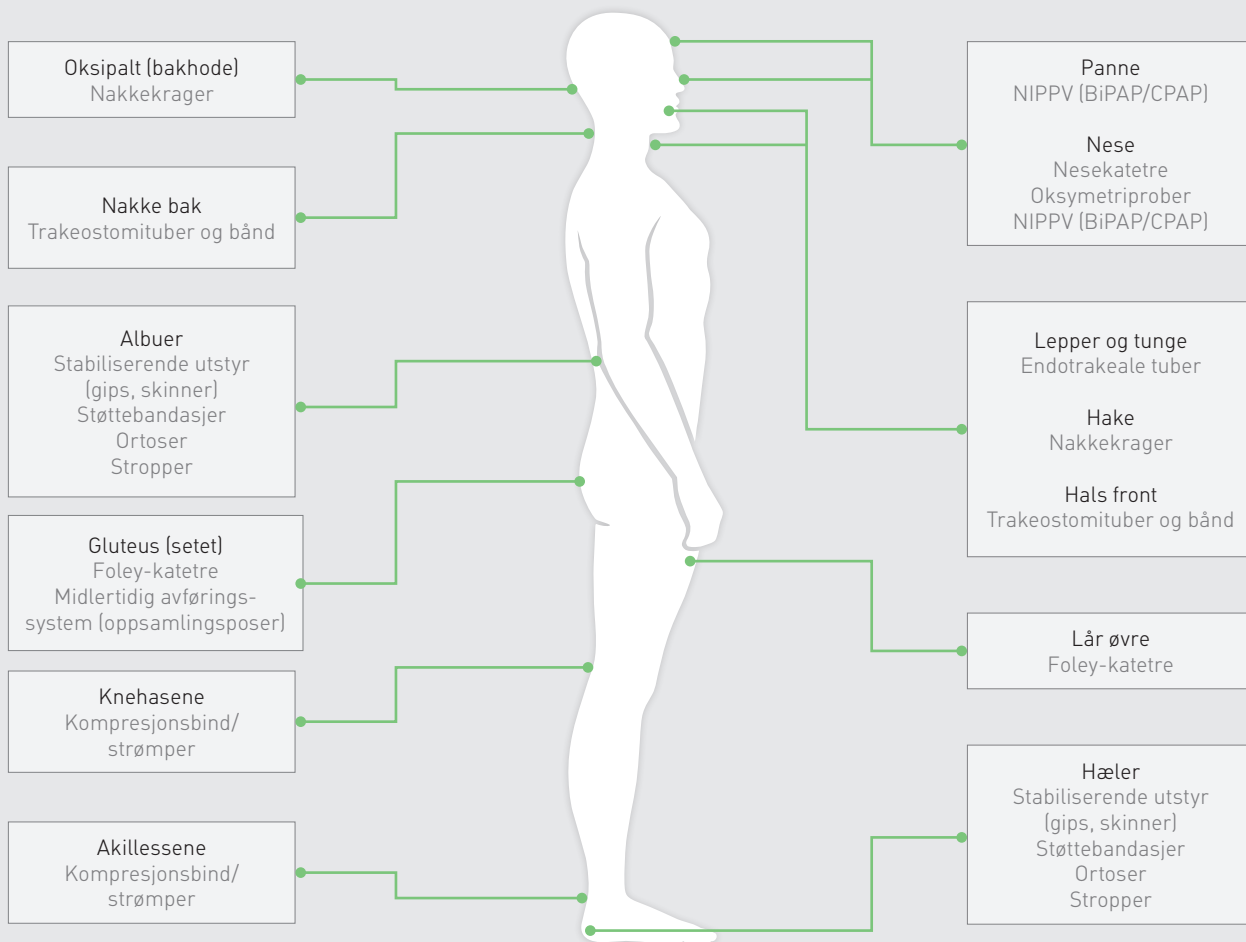 Oksipalt (bakhode)
Nakkekrager
Nakke bak
Trakeostomituber og bånd
Albuer
Stabiliserende utstyr
(gips, skinner)
Støttebandasjer
Ortoser
Stropper
Gluteus (setet)
Foley-katetre
Midlertidig avførings-
system (oppsamlingsposer)
Knehasene
Kompresjonsbind/
strømper
Akillessene
Kompresjonsbind/
strømper
Panne
NIPPV (BiPAP/CPAP)
Nese
Nesekatetre
Oksymetriprober
NIPPV (BiPAP/CPAP)
Lepper og tunge
Endotrakeale tuber
Hake
Nakkekrager
Hals front
Trakeostomituber og bånd
Lår øvre
Foley-katetre
Hæler
Stabiliserende utstyr
(gips, skinner)
Støttebandasjer
Ortoser
Stropper